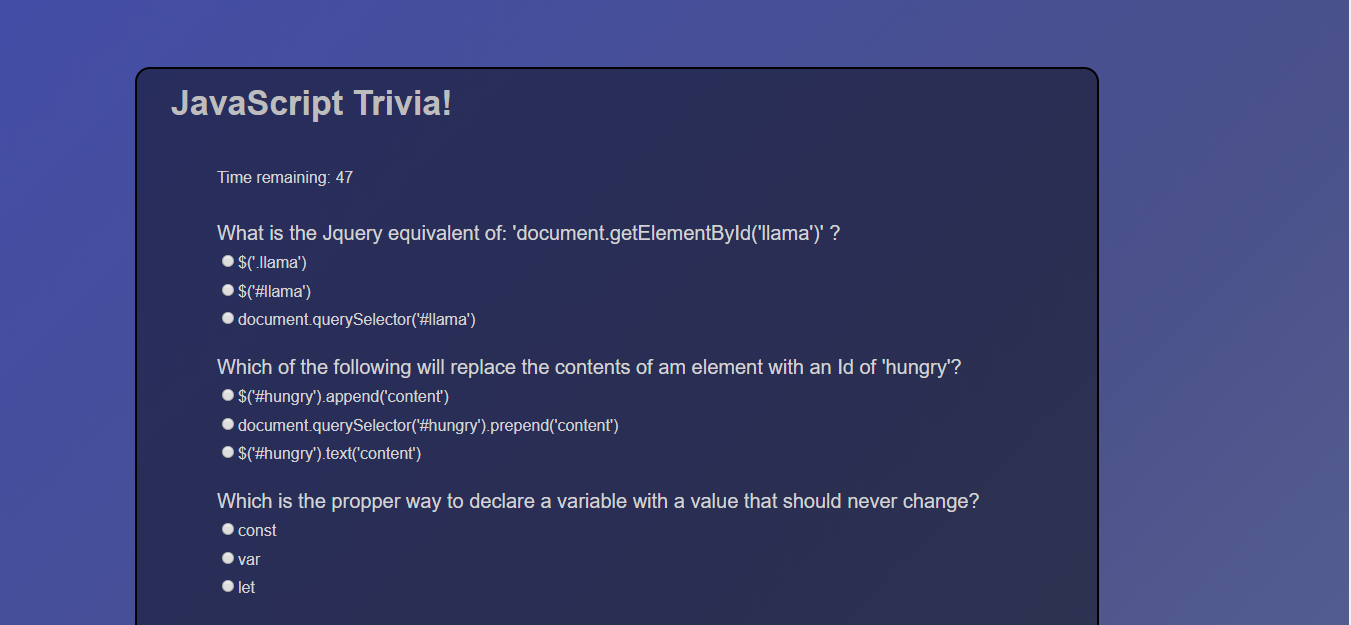 JavaScript Trivia!
Time remaining: 47
What is the Jquery equivalent of: 'document.getElementById('llama')' ?
$('.llama')
$('#llama')
document.querySelector('#llama')
Which of the following will replace the contents of am element with an Id of 'hungry'?
$('#hungry').append('content')
document.querySelector('#hungry').prepend('content')
$('#hungry').text('content')
Which is the propper way to declare a variable with a value that should never change?
const
var
let